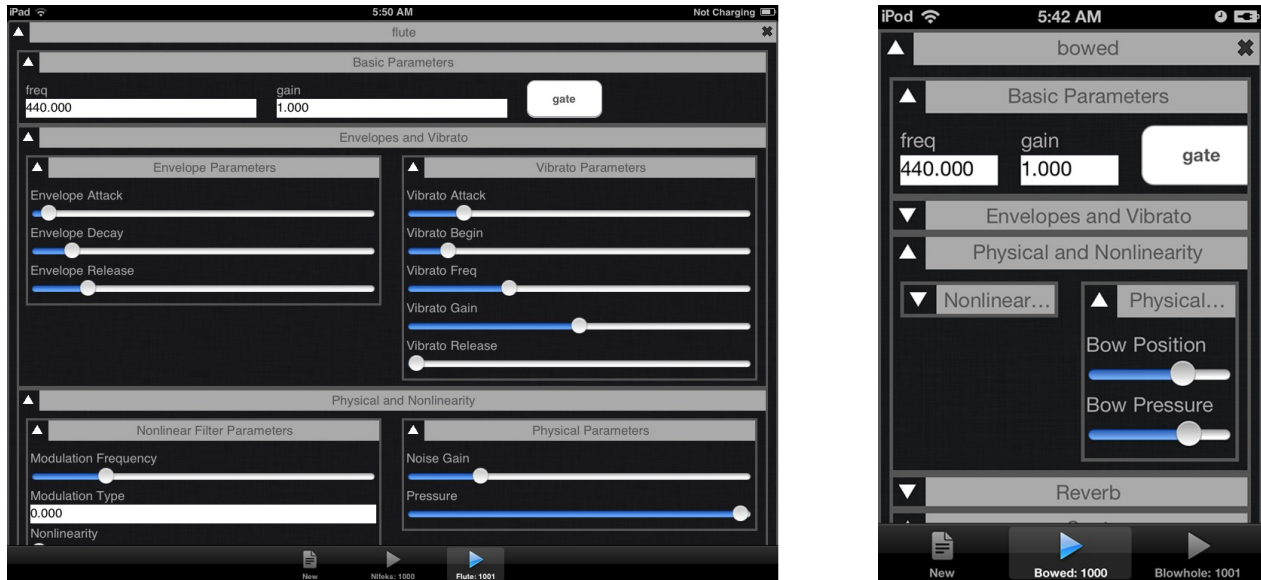 iPad 5:50 AM Not Charging
flute
Basic Parameters
freq gain
440.000 1.000 gate
Envelopes and Vibrato
Envelope Parameters Vibrato Parameters
Envelope Attack Vibrato Attack
Envelope Decay Vibrato Begin
Envelope Release Vibrato Freq
Vibrato Gain
Vibrato Release
Physical and Nonlinearity
Nonlinear Filter Parameters Physical Parameters
Modulation Frequency Noise Gain
Modulation Type Pressure
0.000
Nonlinearity
New Nlfeks: 1000 Flute: 1001
iPod 5:42 AM
bowed
Basic Parameters
freq gain
440.000 1.000 gate
Envelopes and Vibrato
Physical and Nonlinearity
Nonlinear... Physical...
Bow Position
Bow Pressure
Reverb
New Bowed: 1000 Blowhole: 1001